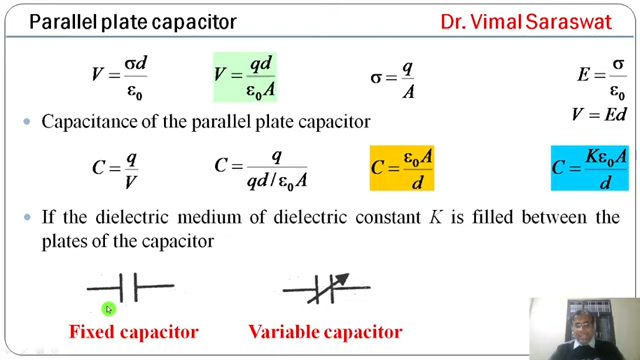 Parallel plate capacitor Dr. Vimal Saraswat
V = σd / ε₀ V = qd / ε₀A σ = q / A E = σ / ε₀
V = Ed
• Capacitance of the parallel plate capacitor
C = q / V C = q / qd / ε₀A C = ε₀A / d C = Kε₀A / d
• If the dielectric medium of dielectric constant K is filled between the
plates of the capacitor
Fixed capacitor Variable capacitor